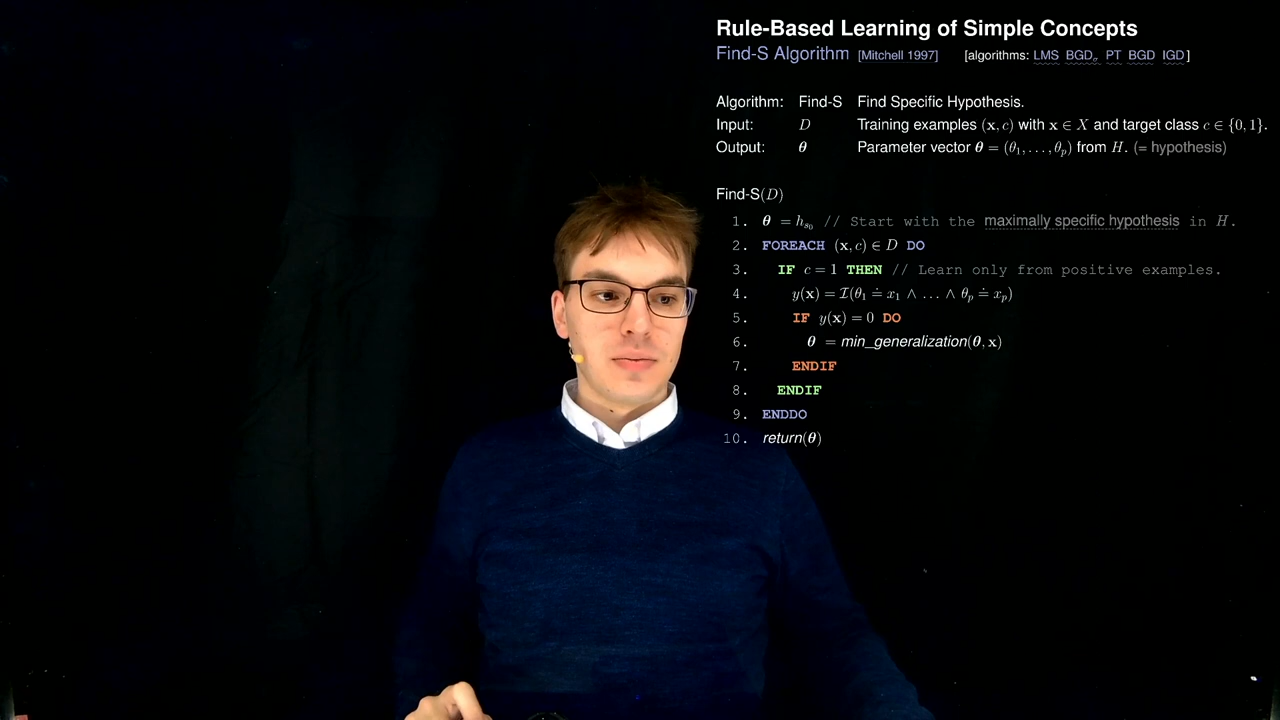 Rule-Based Learning of Simple Concepts
Find-S Algorithm [Mitchell 1997] [algorithms: LMS BGDσ PT BGD IGD]
Algorithm: Find-S Find Specific Hypothesis.
Input: D Training examples (x, c) with x ∈ X and target class c ∈ {0, 1}.
Output: θ Parameter vector θ = (θ1, . . . , θp) from H. (= hypothesis)
Find-S(D)
1. θ = hs0 // Start with the maximally specific hypothesis in H.
2. FOREACH (x, c) ∈ D DO
3. IF c = 1 THEN // Learn only from positive examples.
4. y(x) = I(θ1 ≐ x1 ∧ . . . ∧ θp ≐ xp)
5. IF y(x) = 0 DO
6. θ = min_generalization(θ, x)
7. ENDIF
8. ENDIF
9. ENDDO
10. return(θ)